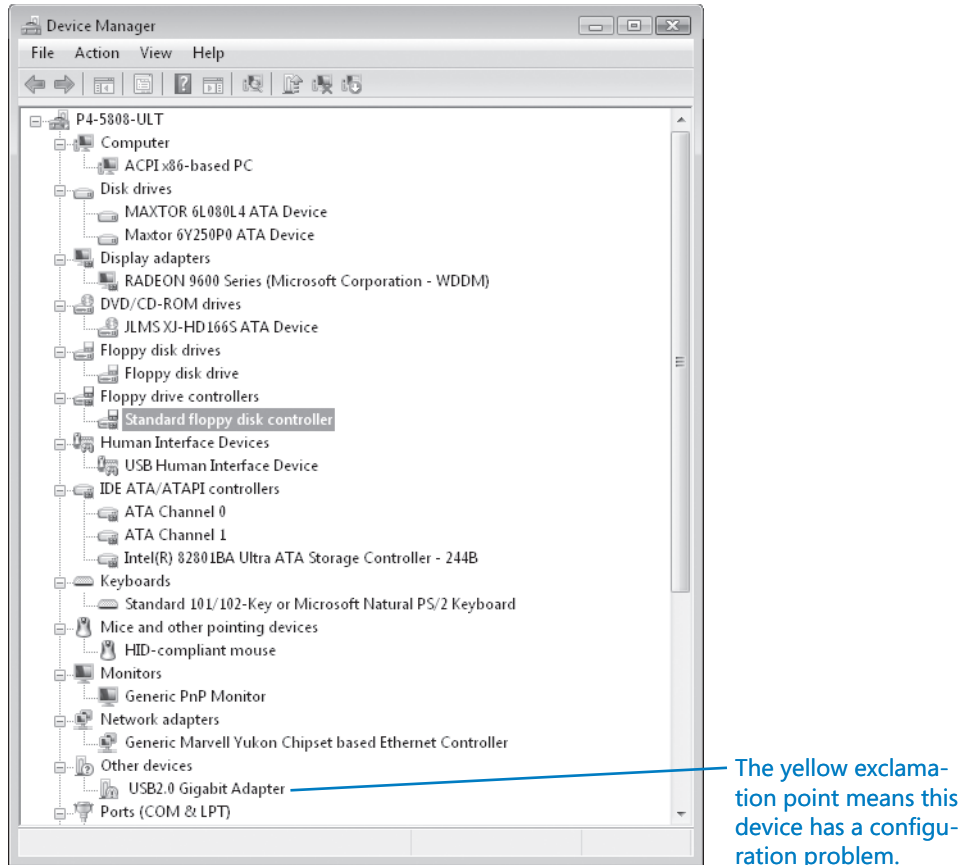 Device Manager
File Action View Help
P4-5808-ULT
Computer
ACPI x86-based PC
Disk drives
MAXTOR 6L080L4 ATA Device
Maxtor 6Y250P0 ATA Device
Display adapters
RADEON 9600 Series (Microsoft Corporation - WDDM)
DVD/CD-ROM drives
JLMS XJ-HD166S ATA Device
Floppy disk drives
Floppy disk drive
Floppy drive controllers
Standard floppy disk controller
Human Interface Devices
USB Human Interface Device
IDE ATA/ATAPI controllers
ATA Channel 0
ATA Channel 1
Intel(R) 82801BA Ultra ATA Storage Controller - 244B
Keyboards
Standard 101/102-Key or Microsoft Natural PS/2 Keyboard
Mice and other pointing devices
HID-compliant mouse
Monitors
Generic PnP Monitor
Network adapters
Generic Marvell Yukon Chipset based Ethernet Controller
Other devices
USB2.0 Gigabit Adapter
Ports (COM & LPT)
The yellow exclama-
tion point means this
device has a configu-
ration problem.